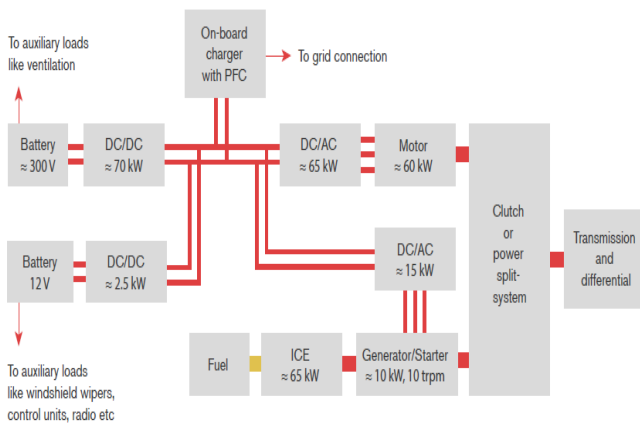 To auxiliary loads
like ventilation
On-board
charger
with PFC
To grid connection
Battery
≈ 300 V
DC/DC
≈ 70 kW
DC/AC
≈ 65 kW
Motor
≈ 60 kW
Clutch
or
power
split-
system
Transmission
and
differential
Battery
12 V
DC/DC
≈ 2.5 kW
DC/AC
≈ 15 kW
Fuel
ICE
≈ 65 kW
Generator/Starter
≈ 10 kW, 10 trpm
To auxiliary loads
like windshield wipers,
control units, radio etc